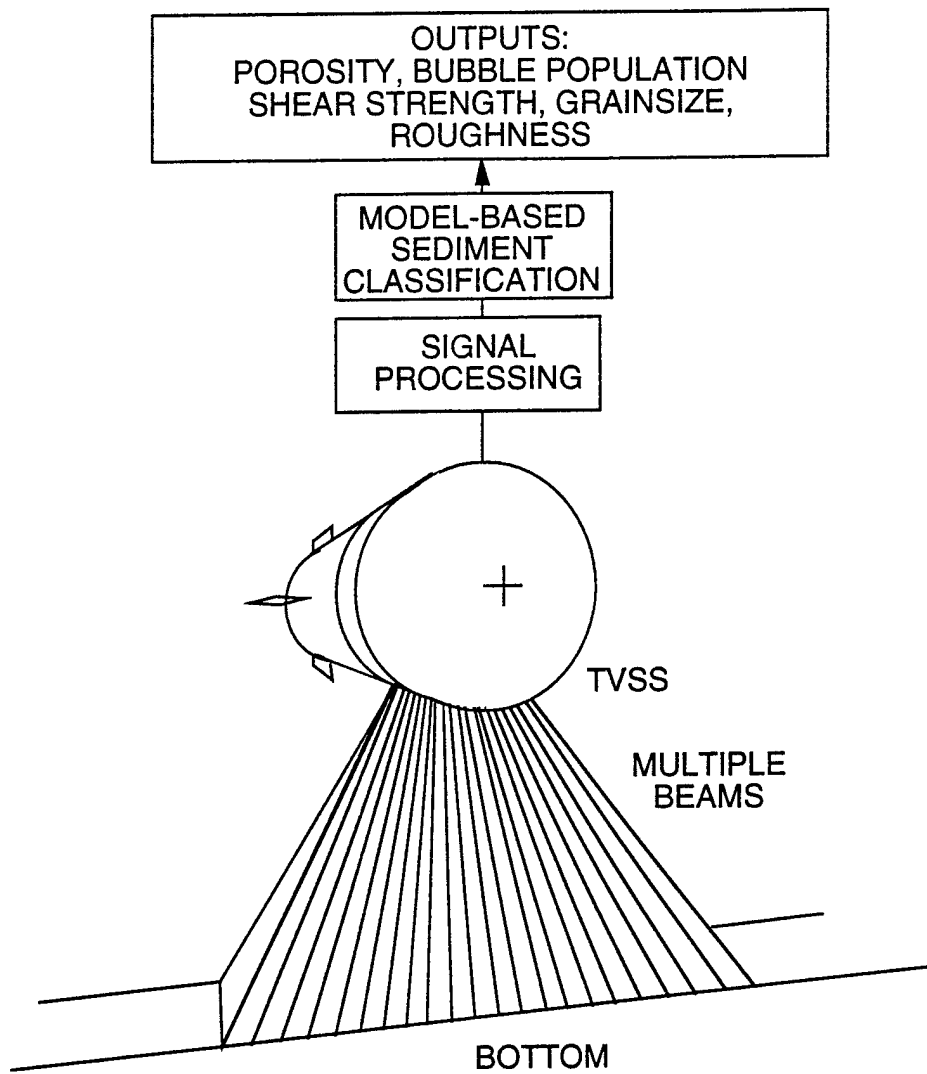 OUTPUTS:
POROSITY, BUBBLE POPULATION
SHEAR STRENGTH, GRAINSIZE,
ROUGHNESS
MODEL-BASED
SEDIMENT
CLASSIFICATION
SIGNAL
PROCESSING
TVSS
MULTIPLE
BEAMS
BOTTOM